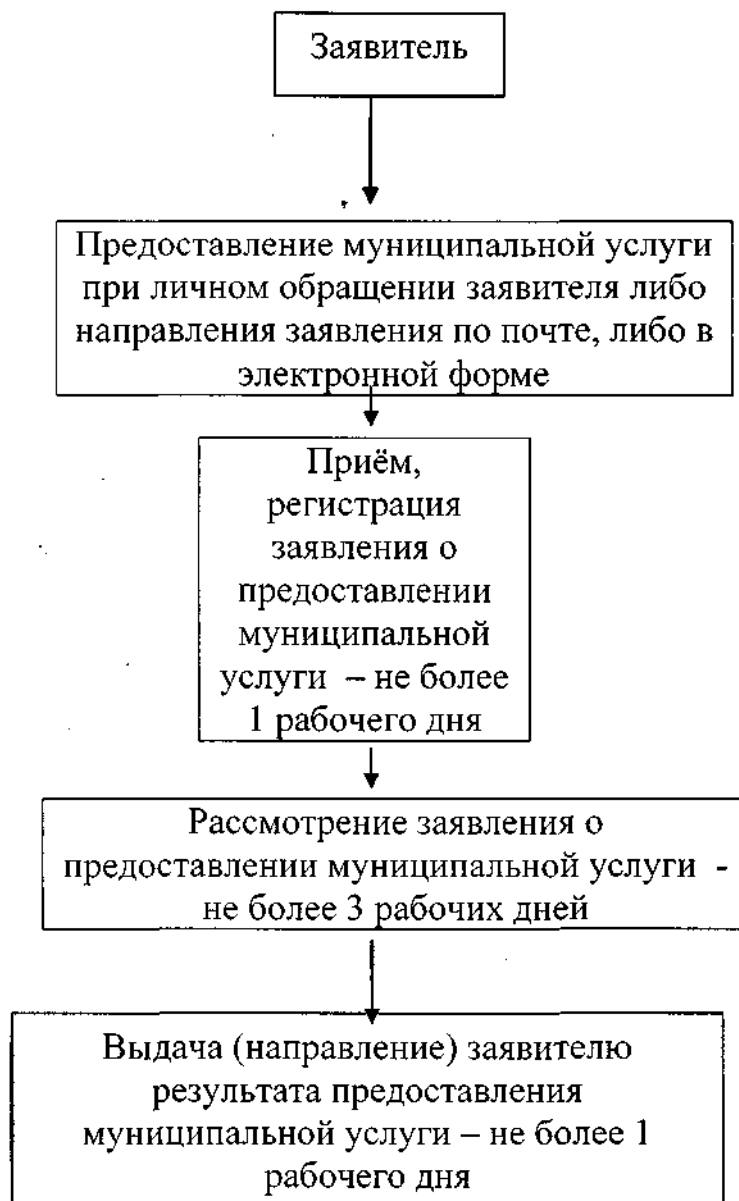 Заявитель
Предоставление муниципальной услуги
при личном обращении заявителя либо
направления заявления по почте, либо в
электронной форме
Приём,
регистрация
заявления о
предоставлении
муниципальной
услуги – не более
1 рабочего дня
Рассмотрение заявления о
предоставлении муниципальной услуги -
не более 3 рабочих дней
Выдача (направление) заявителю
результата предоставления
муниципальной услуги – не более 1
рабочего дня